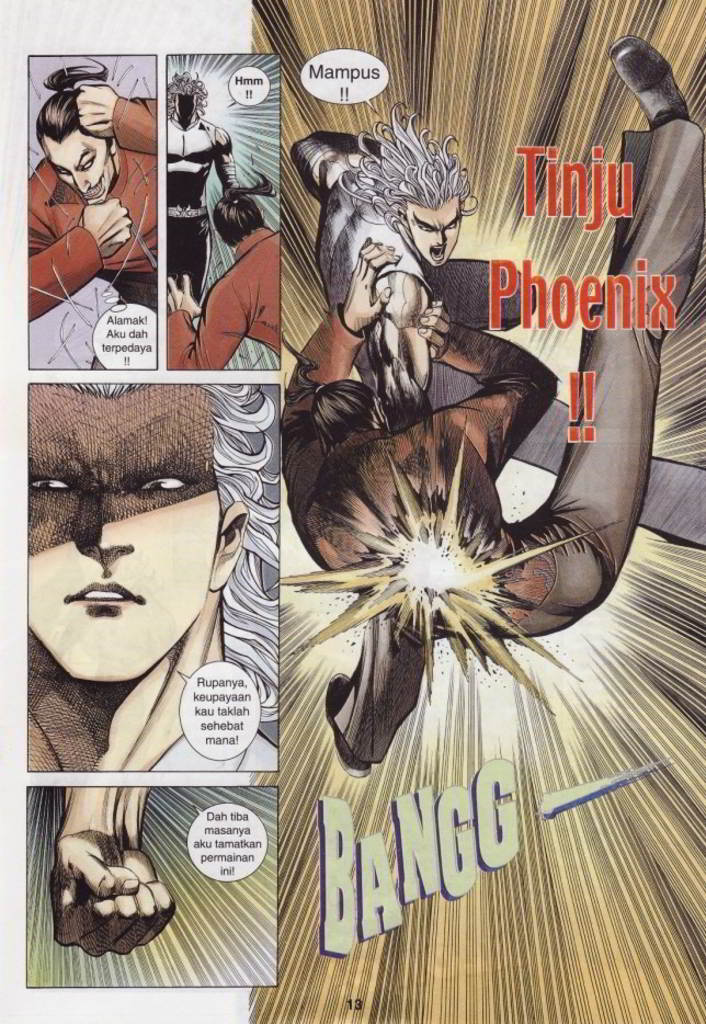 Alamak!
Aku dah
terpedaya
!!
Hmm
!!
Rupanya,
keupayaan
kau taklah
sehebat
mana!
Dah tiba
masanya
aku tamatkan
permainan
ini!
Mampus
!!
Tinju
Phoenix
!!
BANGG
13